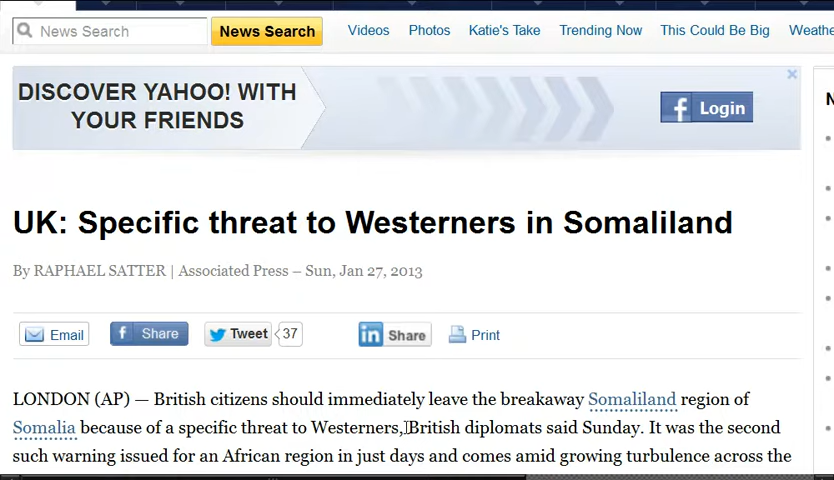 News Search
News Search
Videos
Photos
Katie's Take
Trending Now
This Could Be Big
DISCOVER YAHOO! WITH
YOUR FRIENDS
f Login
UK: Specific threat to Westerners in Somaliland
By RAPHAEL SATTER | Associated Press – Sun, Jan 27, 2013
Email
f Share
Tweet
37
in Share
Print
LONDON (AP) — British citizens should immediately leave the breakaway Somaliland region of
Somalia because of a specific threat to Westerners, British diplomats said Sunday. It was the second
such warning issued for an African region in just days and comes amid growing turbulence across the